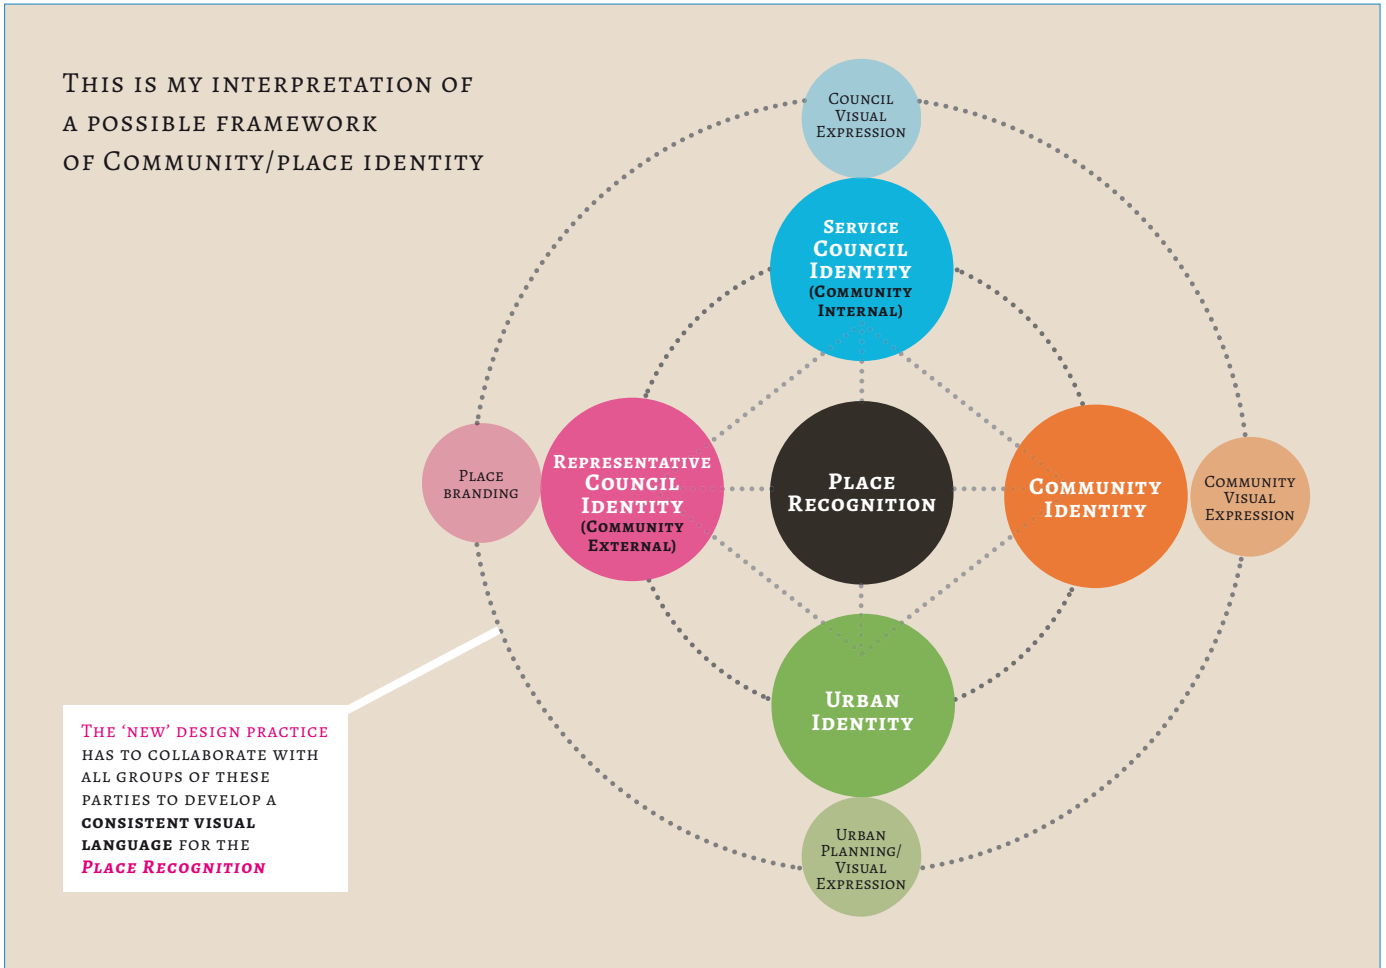 This is my interpretation of
a possible framework
of Community/place identity
Council
Visual
Expression
Service
Council
Identity
(Community
Internal)
Place
branding
Representative
Council
Identity
(Community
External)
Place
Recognition
Community
Identity
Community
Visual
Expression
Urban
Identity
Urban
Planning/
Visual
Expression
The ‘new’ design practice
has to collaborate with
all groups of these
parties to develop a
consistent visual
language for the
Place Recognition